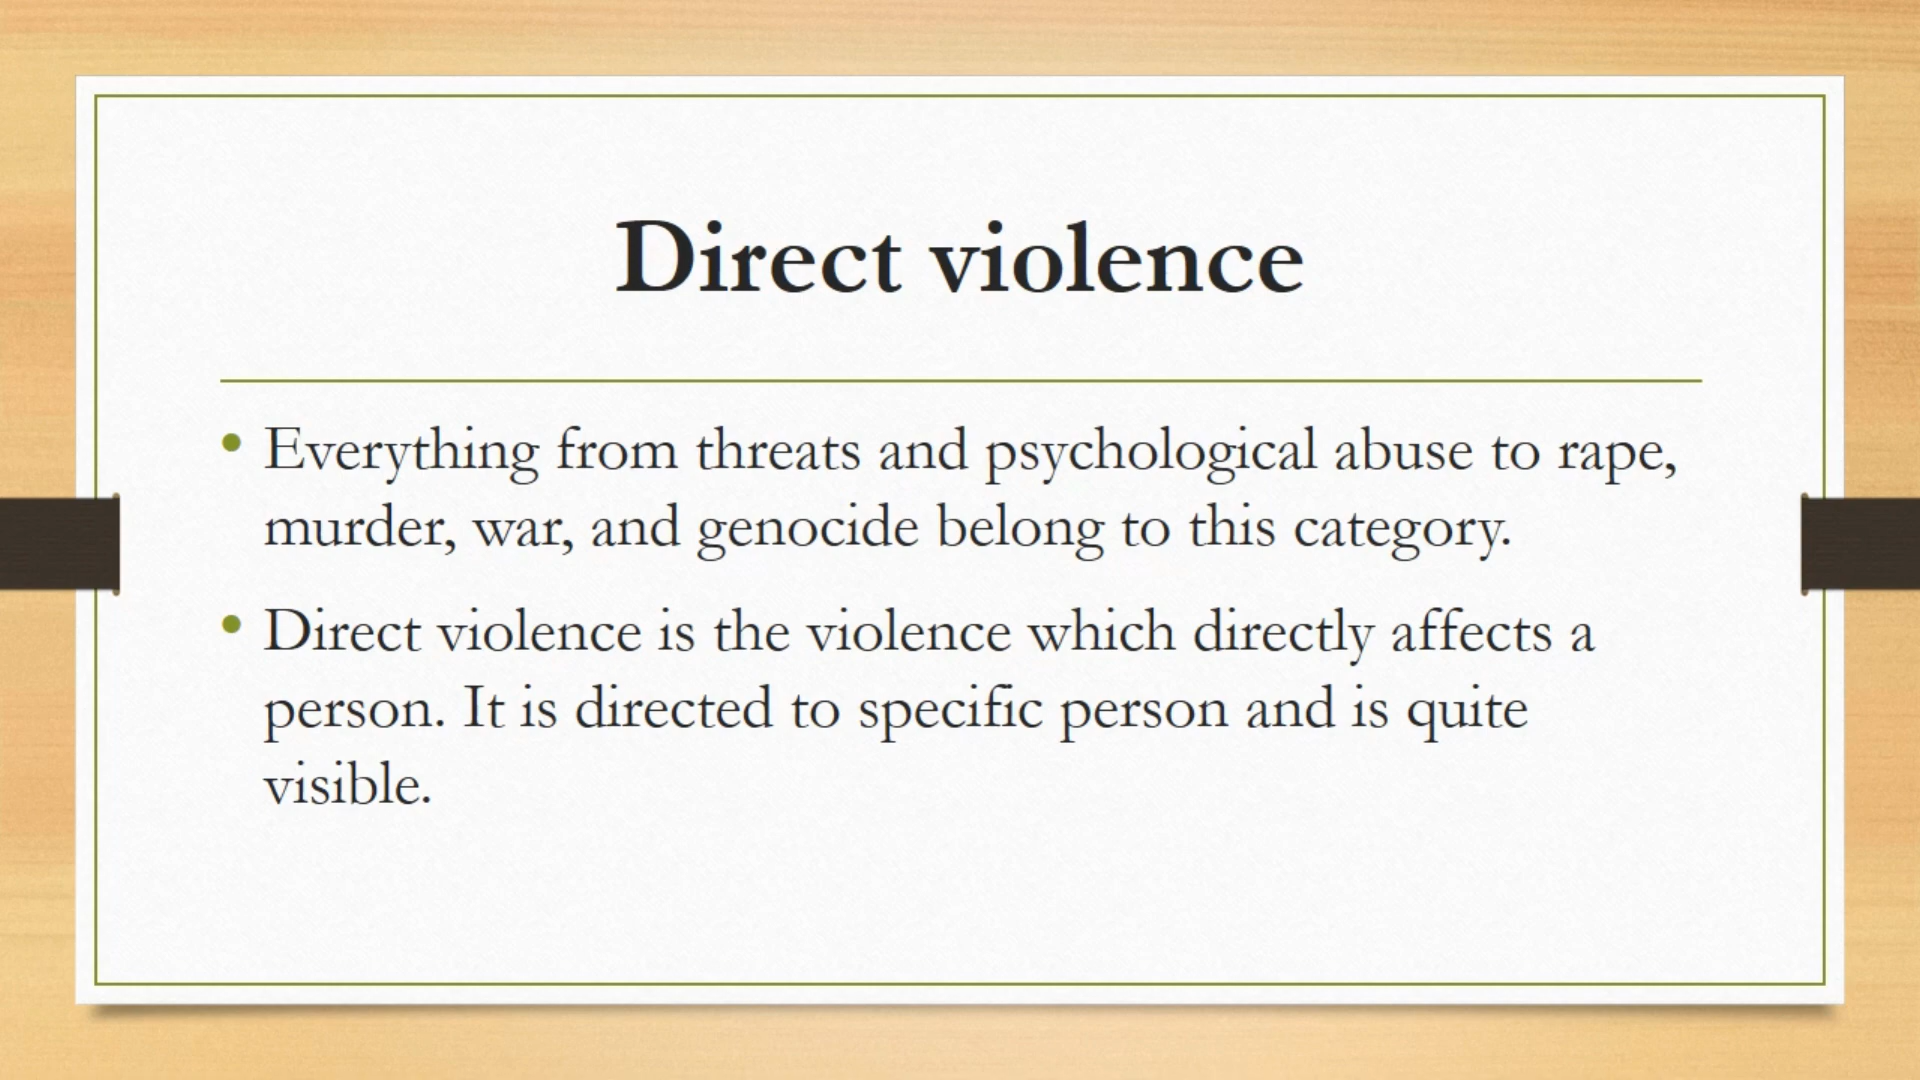 Direct violence
• Everything from threats and psychological abuse to rape,
murder, war, and genocide belong to this category.
• Direct violence is the violence which directly affects a
person. It is directed to specific person and is quite
visible.